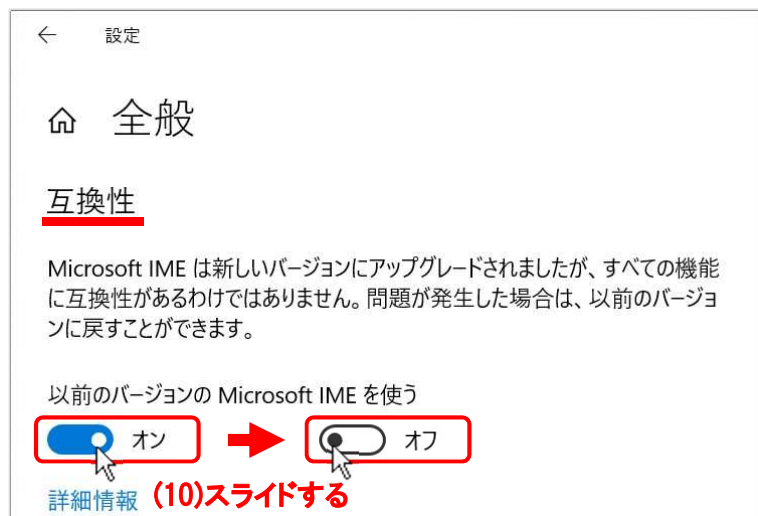 設定
全般
互換性
Microsoft IME は新しいバージョンにアップグレードされましたが、すべての機能
に互換性があるわけではありません。問題が発生した場合は、以前のバージョ
ンに戻すことができます。
以前のバージョンの Microsoft IME を使う
オン オフ
詳細情報 (10)スライドする